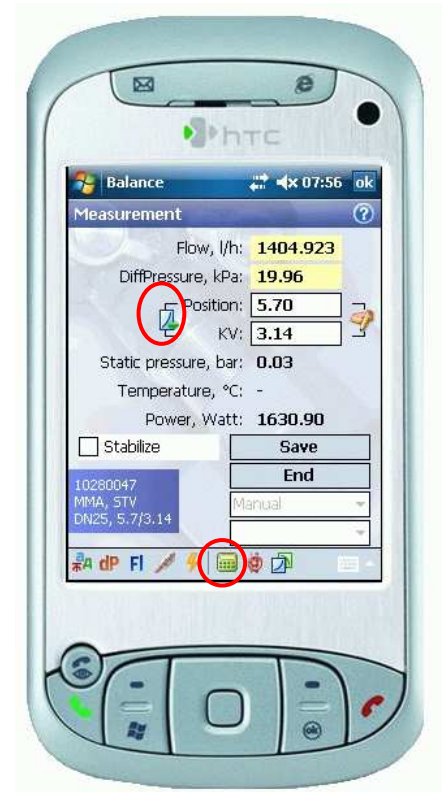 hTC
Balance 07:56 ok
Measurement ?
Flow, l/h: 1404.923
DiffPressure, kPa: 19.96
Position: 5.70
KV: 3.14
Static pressure, bar: 0.03
Temperature, °C: -
Power, Watt: 1630.90
Stabilize Save
End
10280047
MMA, STV
DN25, 5.7/3.14
Manual
dP Fl
ok